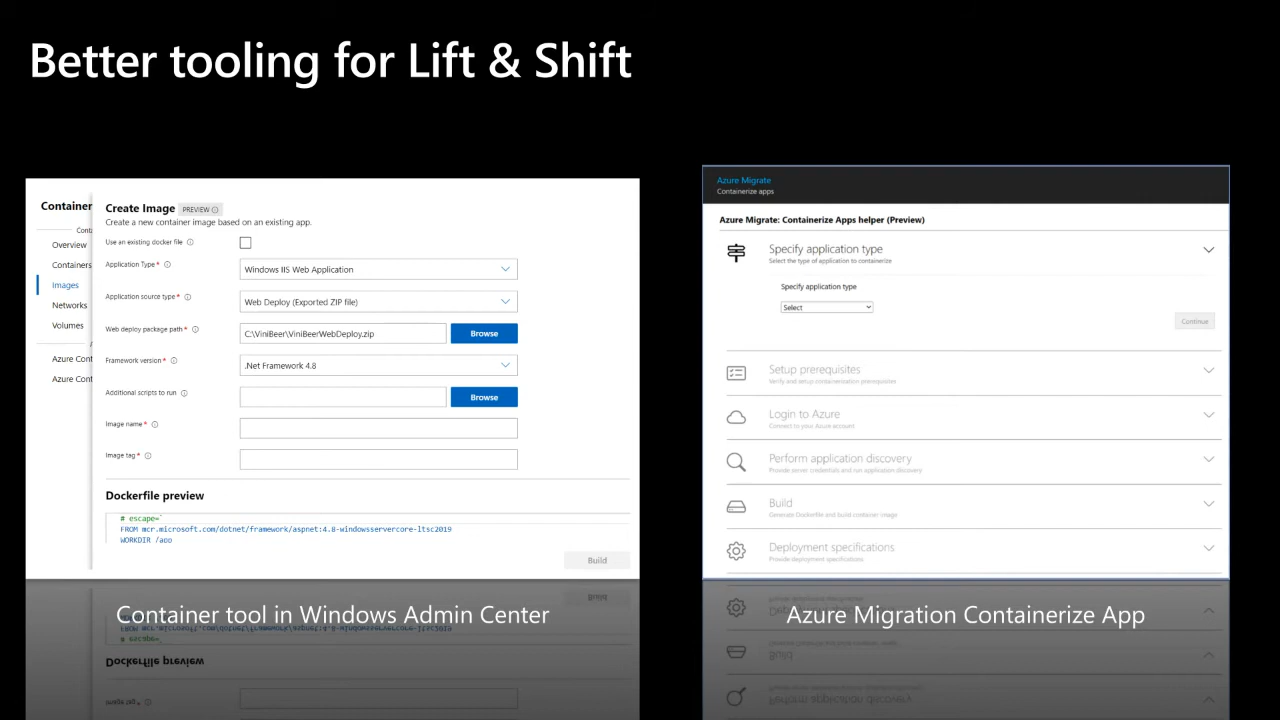 Better tooling for Lift & Shift
Container
Conta
Overview
Containers
Images
Networks
Volumes
Azure Cont
Azure Cont
Create Image PREVIEW
Create a new container image based on an existing app.
Use an existing docker file
Application Type *
Windows IIS Web Application
Application source type *
Web Deploy (Exported ZIP file)
Web deploy package path *
C:\ViniBeer\ViniBeerWebDeploy.zip
Browse
Framework version *
.Net Framework 4.8
Additional scripts to run
Browse
Image name *
Image tag *
Dockerfile preview
# escape=`
FROM mcr.microsoft.com/dotnet/framework/aspnet:4.8-windowsservercore-ltsc2019
WORKDIR /app
Build
Container tool in Windows Admin Center
Azure Migrate
Containerize apps
Azure Migrate: Containerize Apps helper (Preview)
Specify application type
Select the type of application to containerize
Specify application type
Select
Continue
Setup prerequisites
Verify and setup containerization prerequisites
Login to Azure
Connect to your Azure account
Perform application discovery
Provide server credentials and run application discovery
Build
Generate Dockerfile and build container image
Deployment specifications
Provide deployment specifications
Azure Migration Containerize App